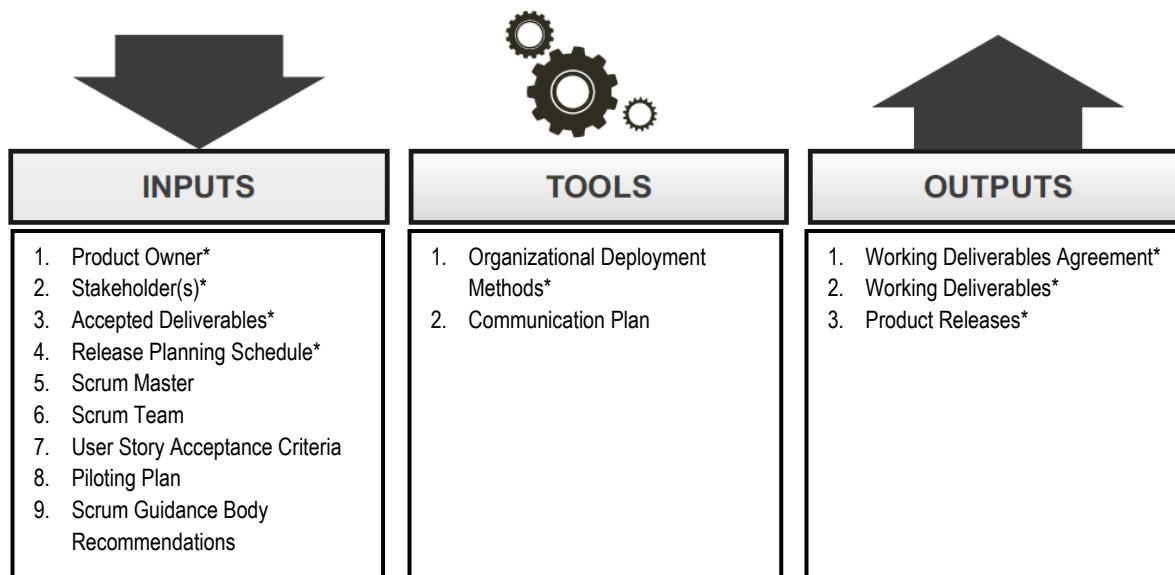 INPUTS
1. Product Owner*
2. Stakeholder(s)*
3. Accepted Deliverables*
4. Release Planning Schedule*
5. Scrum Master
6. Scrum Team
7. User Story Acceptance Criteria
8. Piloting Plan
9. Scrum Guidance Body
Recommendations
TOOLS
1. Organizational Deployment
Methods*
2. Communication Plan
OUTPUTS
1. Working Deliverables Agreement*
2. Working Deliverables*
3. Product Releases*